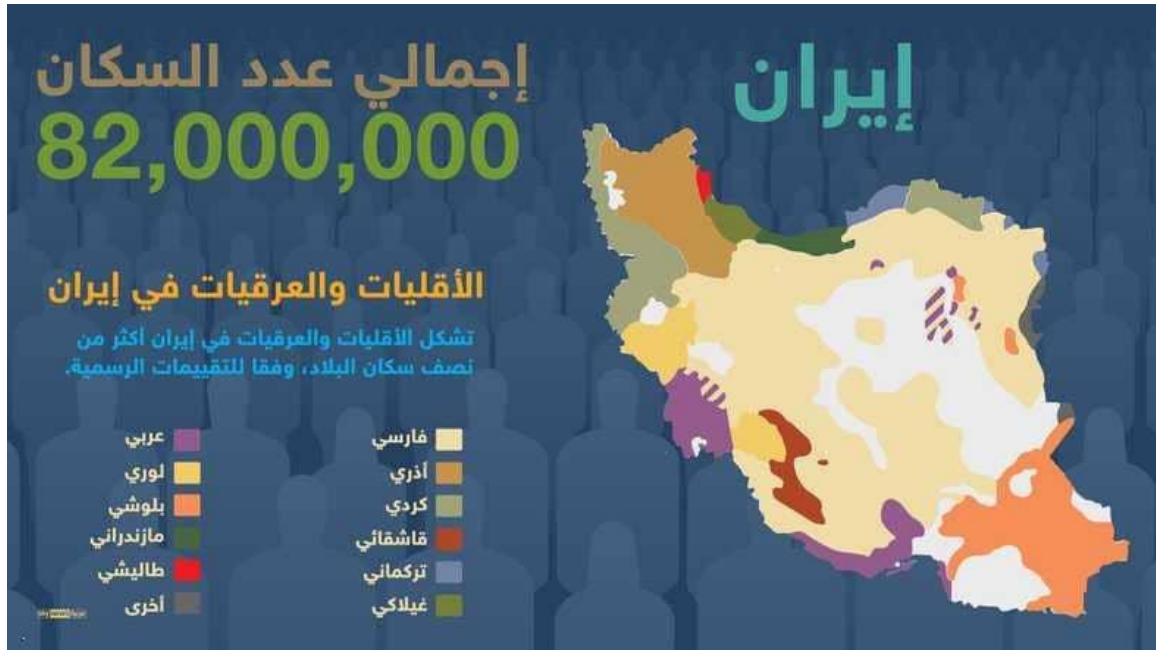 إيران
إجمالي عدد السكان
82,000,000
الأقليات والعرقيات في إيران
تشكل الأقليات والعرقيات في إيران أكثر من
نصف سكان البلاد، وفقا للتقييمات الرسمية.
فارسي
أذري
كردي
قاشقائي
تركماني
غيلاكي
عربي
لوري
بلوشي
مازندراني
طاليشي
أخرى